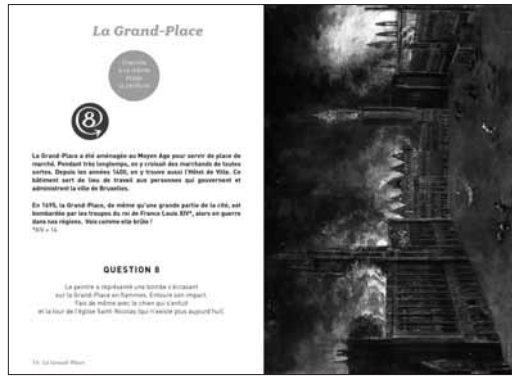 La Grand-Place
8
La Grand-Place a été aménagée au Moyen Age pour servir de place de
marché. Pendant très longtemps, on y croisait des marchands de toutes
sortes. Depuis les années 1400, on y trouve aussi l'Hôtel de Ville. Ce
bâtiment sert de lieu de travail aux personnes qui gouvernent et
administrent la ville de Bruxelles.
En 1695, la Grand-Place, de même qu'une grande partie de la cité, est
bombardée par les troupes du roi de France Louis XIV*, alors en guerre
dans nos régions. Vois comme elle brûle !
*XIV = 14
QUESTION 8
Le peintre a représenté une bombe s'écrasant
sur la Grand-Place en flammes. Entoure son impact.
Fais de même avec le chien qui s'enfuit
et la tour de l'église Saint-Nicolas (qui n'existe plus aujourd'hui).
La Grand-Place